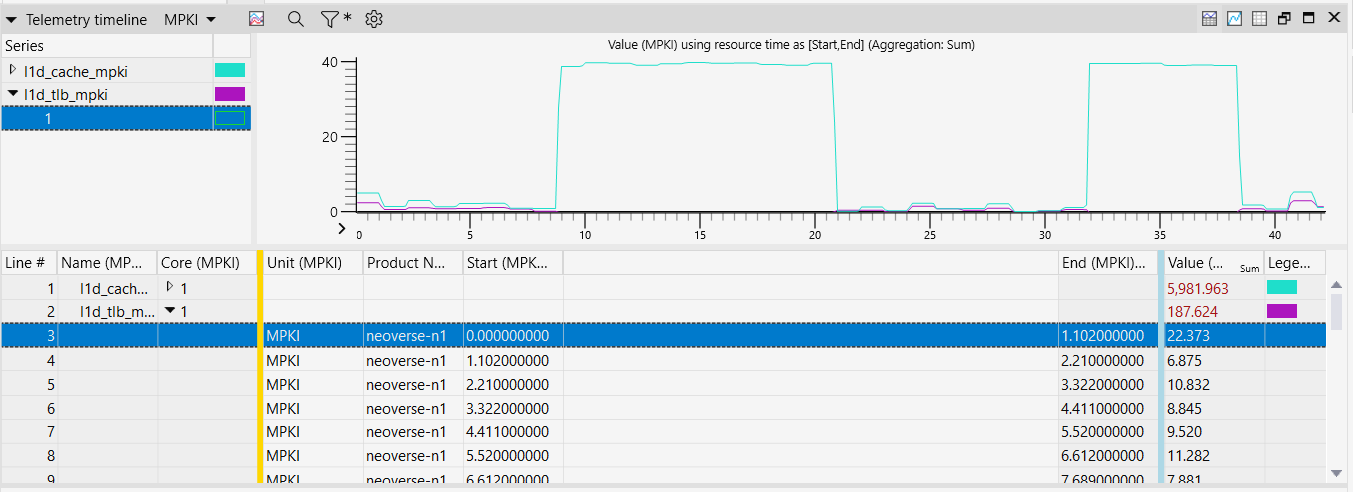 Telemetry timeline MPKI *
Series
l1d_cache_mpki
l1d_tlb_mpki
1
Value (MPKI) using resource time as [Start,End] (Aggregation: Sum)
40
20
0
0 5 10 15 20 25 30 35 40
Line # Name (MP... Core (MPKI) Unit (MPKI) Product N... Start (MPK... End (MPKI)... Value (... Sum Lege...
1 l1d_cach... 1 5,981.963
2 l1d_tlb_m... 1 187.624
3 MPKI neoverse-n1 0.000000000 1.102000000 22.373
4 MPKI neoverse-n1 1.102000000 2.210000000 6.875
5 MPKI neoverse-n1 2.210000000 3.322000000 10.832
6 MPKI neoverse-n1 3.322000000 4.411000000 8.845
7 MPKI neoverse-n1 4.411000000 5.520000000 9.520
8 MPKI neoverse-n1 5.520000000 6.612000000 11.282
9 MPKI neoverse-n1 6.612000000 7.689000000 7.881